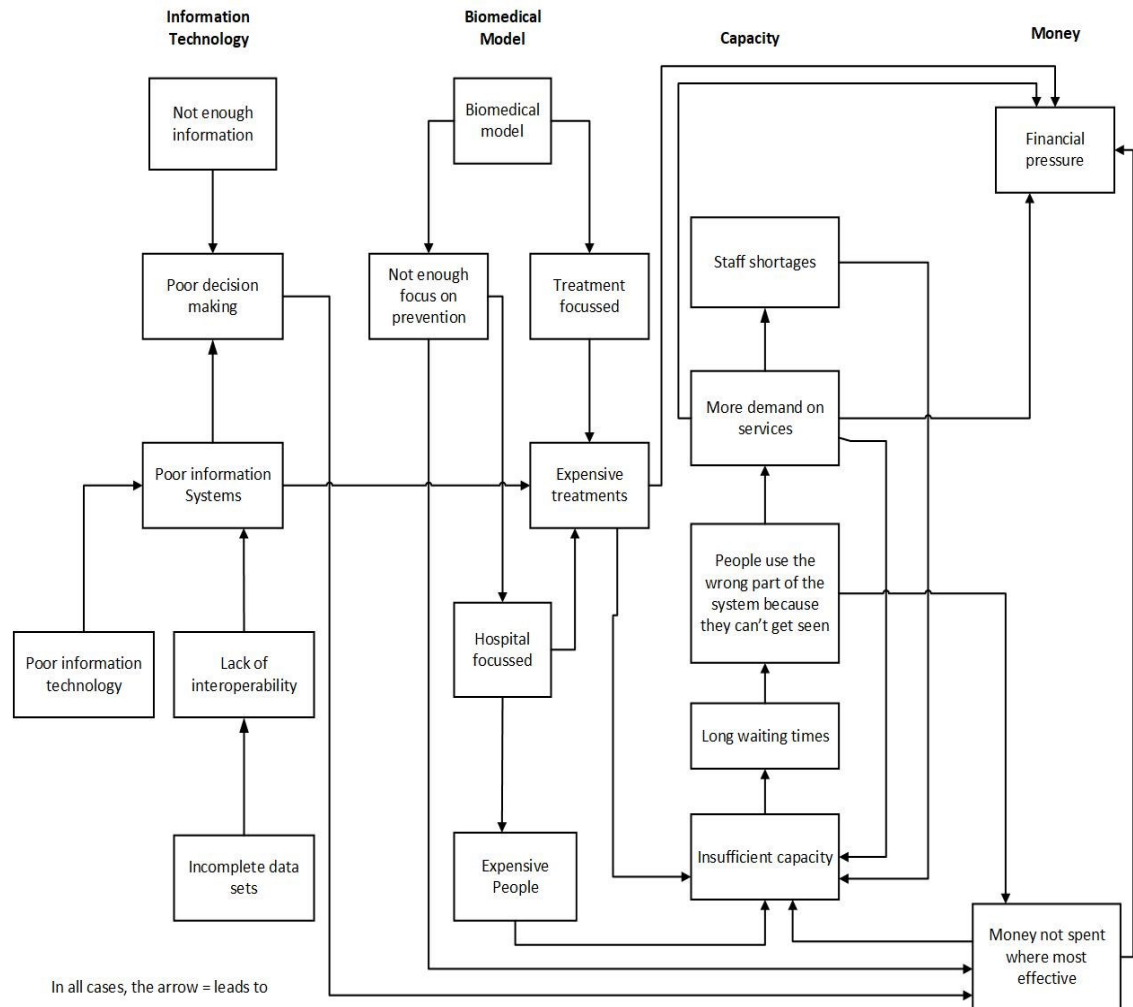 Information
Technology
Biomedical
Model
Capacity
Money
Not enough
information
Biomedical
model
Financial
pressure
Poor decision
making
Not enough
focus on
prevention
Treatment
focussed
Staff shortages
More demand on
services
Poor information
Systems
Expensive
treatments
People use the
wrong part of the
system because
they can’t get seen
Poor information
technology
Lack of
interoperability
Hospital
focussed
Long waiting times
Incomplete data
sets
Expensive
People
Insufficient capacity
Money not spent
where most
effective
In all cases, the arrow = leads to